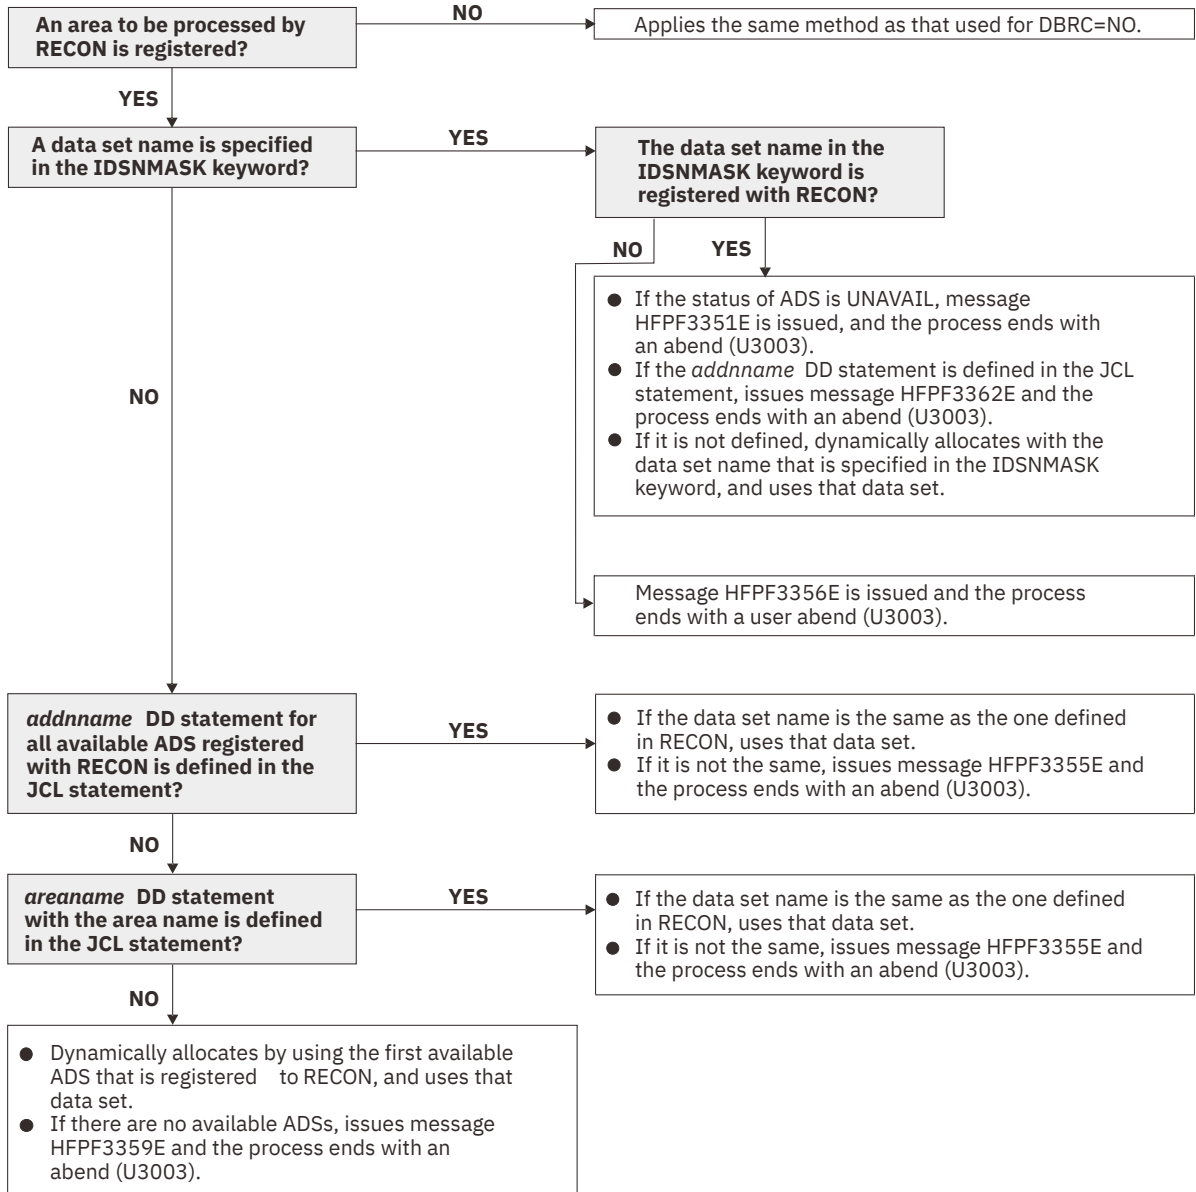 An area to be processed by
RECON is registered?
NO
Applies the same method as that used for DBRC=NO.
YES
A data set name is specified
in the IDSNMASK keyword?
YES
The data set name in the
IDSNMASK keyword is
registered with RECON?
NO
YES
● If the status of ADS is UNAVAIL, message
HFPF3351E is issued, and the process ends with
an abend (U3003).
● If the addnname DD statement is defined in the JCL
statement, issues message HFPF3362E and the
process ends with an abend (U3003).
● If it is not defined, dynamically allocates with the
data set name that is specified in the IDSNMASK
keyword, and uses that data set.
NO
Message HFPF3356E is issued and the process
ends with a user abend (U3003).
addnname DD statement for
all available ADS registered
with RECON is defined in the
JCL statement?
YES
● If the data set name is the same as the one defined
in RECON, uses that data set.
● If it is not the same, issues message HFPF3355E and
the process ends with an abend (U3003).
NO
areaname DD statement
with the area name is defined
in the JCL statement?
YES
● If the data set name is the same as the one defined
in RECON, uses that data set.
● If it is not the same, issues message HFPF3355E and
the process ends with an abend (U3003).
NO
● Dynamically allocates by using the first available
ADS that is registered to RECON, and uses that
data set.
● If there are no available ADSs, issues message
HFPF3359E and the process ends with an
abend (U3003).